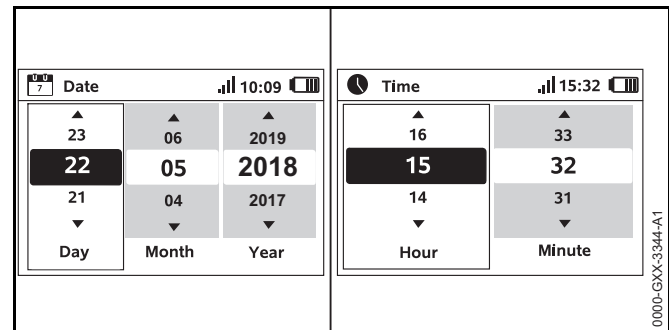 7 Date 10:09
23 06 2019
22 05 2018
21 04 2017
Day Month Year
Time 15:32
16 33
15 32
14 31
Hour Minute
0000-GXX-3344-A1